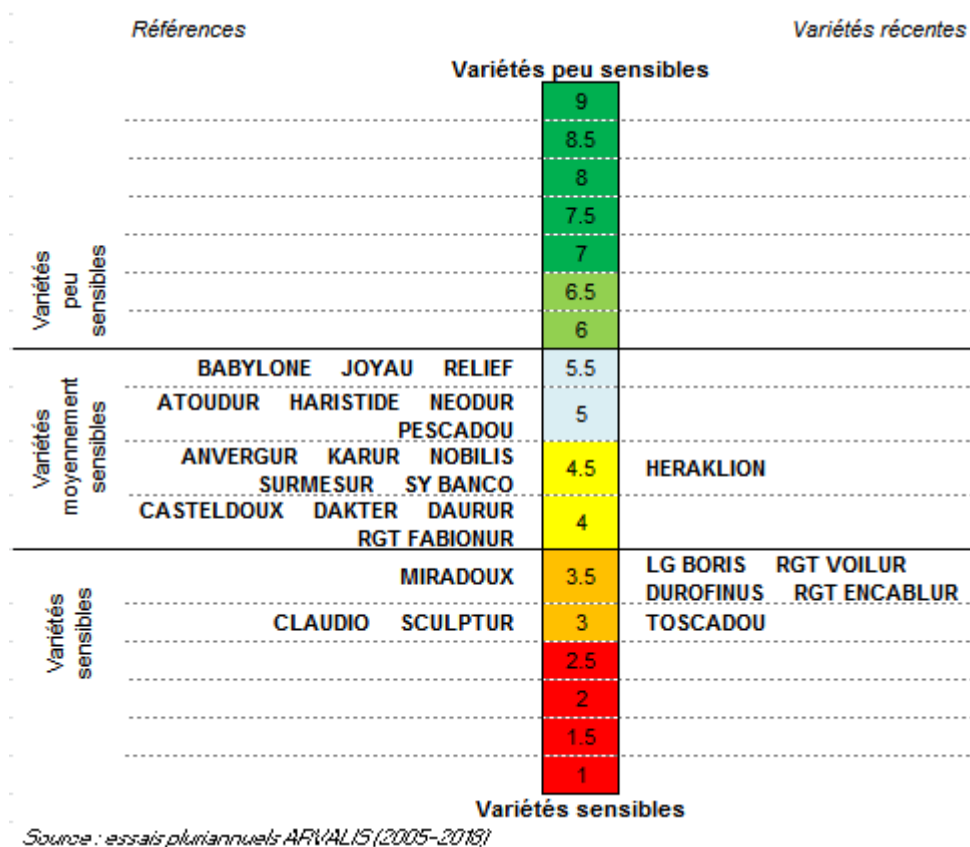 Références Variétés récentes
Variétés peu sensibles
9
8.5
8
7.5
7
6.5
6
Variétés
peu
sensibles
BABYLONE JOYAU RELIEF 5.5
ATOUDUR HARISTIDE NEODUR
PESCADOU
5
ANVERGUR KARUR NOBILIS
SURMESUR SY BANCO
4.5 HERAKLION
CASTELDOUX DAKTER DAURUR
RGT FABIONUR
4
Variétés
moyennement
sensibles
MIRADOUX 3.5 LG BORIS RGT VOILUR
DUROFINUS RGT ENCABLUR
CLAUDIO SCULPTUR 3 TOSCADOU
2.5
2
1.5
1
Variétés
sensibles
Variétés sensibles
Source : essais pluriannuels ARVALIS (2005-2018)